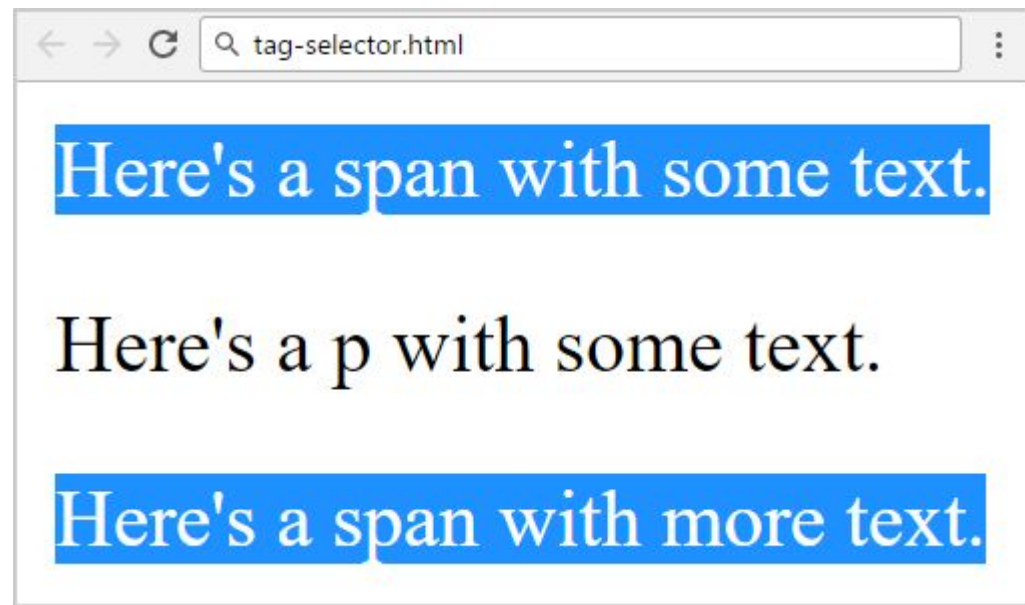 tag-selector.html
Here's a span with some text.
Here's a p with some text.
Here's a span with more text.